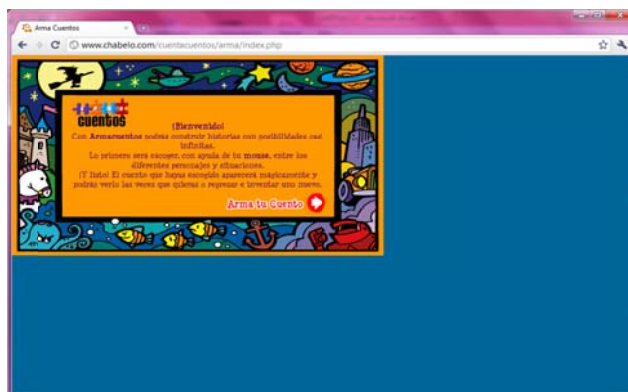 Arma Cuentos
www.chabelo.com/cuentacuentos/arma/index.php
cuentos
¡Bienvenido!
Con Armacuentos podrás construir historias con posibilidades casi
infinitas.
Lo primero será escoger, con ayuda de tu mouse, entre los
diferentes personajes y situaciones.
¡Y listo! El cuento que hayas escogido aparecerá mágicamente y
podrás verlo las veces que quieras o regresar e inventar uno nuevo.
Arma tu Cuento